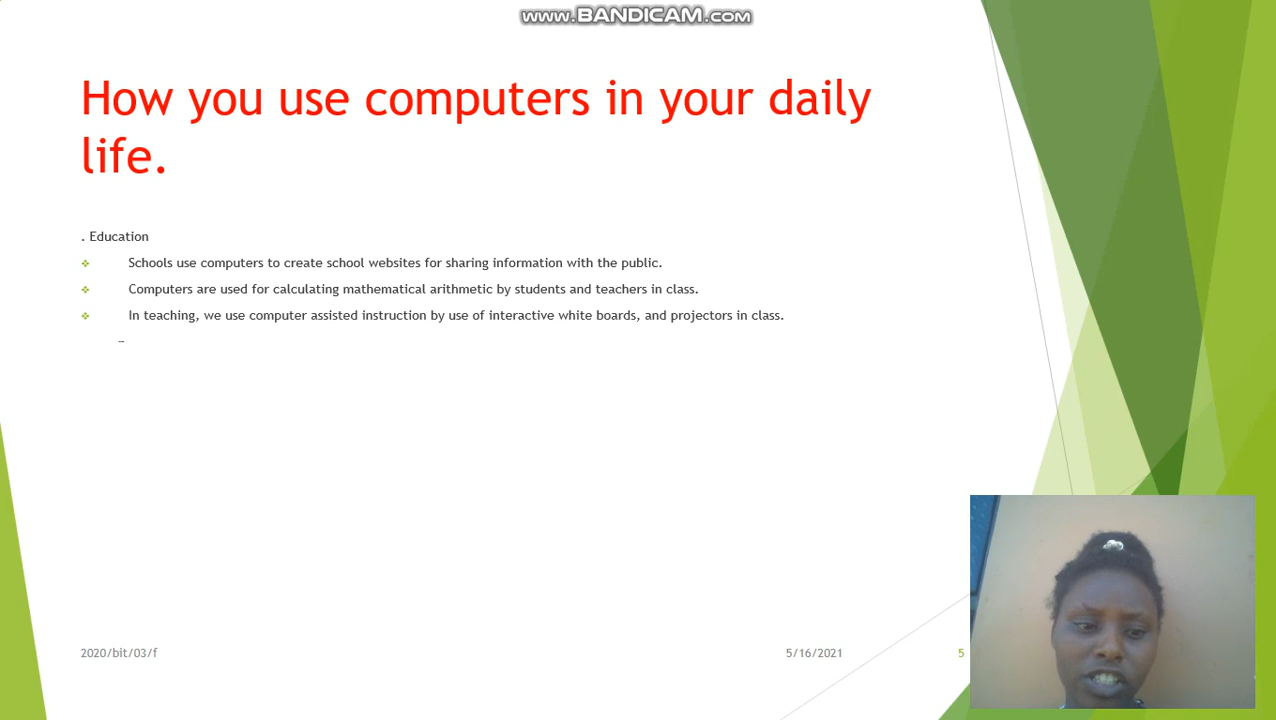 www.BANDICAM.com
How you use computers in your daily
life.
. Education
❖ Schools use computers to create school websites for sharing information with the public.
❖ Computers are used for calculating mathematical arithmetic by students and teachers in class.
❖ In teaching, we use computer assisted instruction by use of interactive white boards, and projectors in class.
2020/bit/03/f
5/16/2021
5